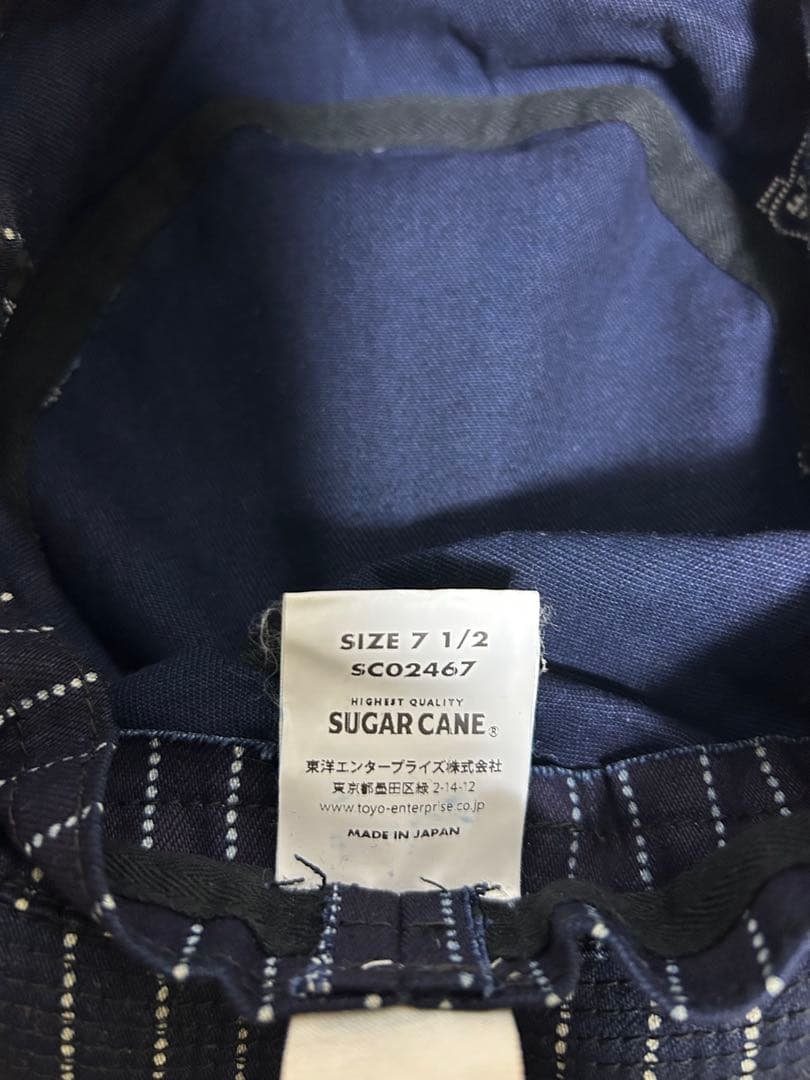 SIZE 7 1/2
SC02467
HIGHEST QUALITY
SUGAR CANE®
東洋エンタープライズ株式会社
東京都墨田区緑 2-14-12
www.toyo-enterprise.co.jp
MADE IN JAPAN